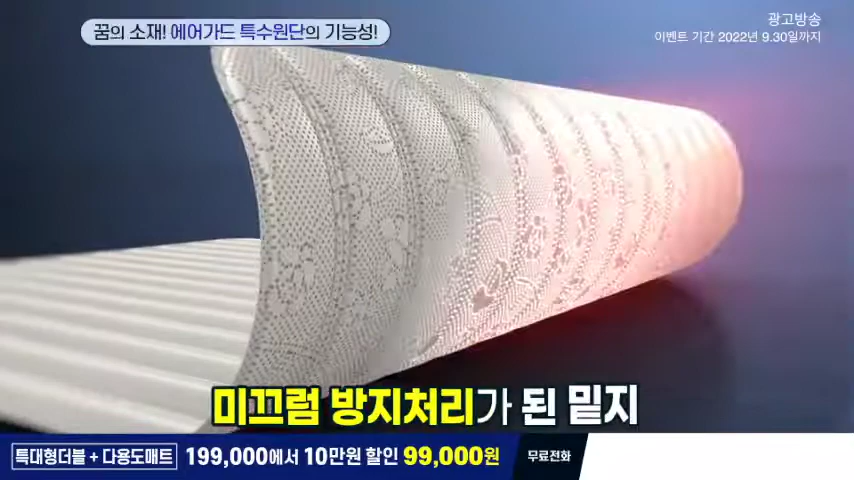 꿈의 소재! 에어가드 특수원단의 기능성!
광고방송
이벤트 기간 2022년 9.30일까지
미끄럼 방지처리가 된 밑지
특대형더블 + 다용도매트 199,000에서 10만원 할인 99,000원 무료전화